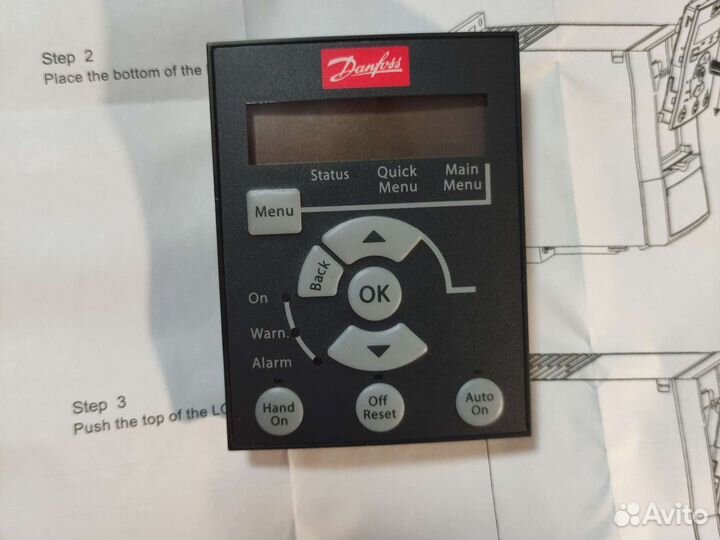 Step 2
Place the bottom of the
Danfoss
Status Quick Menu Main Menu
Menu
Back
OK
On
Warn.
Alarm
Hand On
Off Reset
Auto On
Step 3
Push the top of the LC
Avito